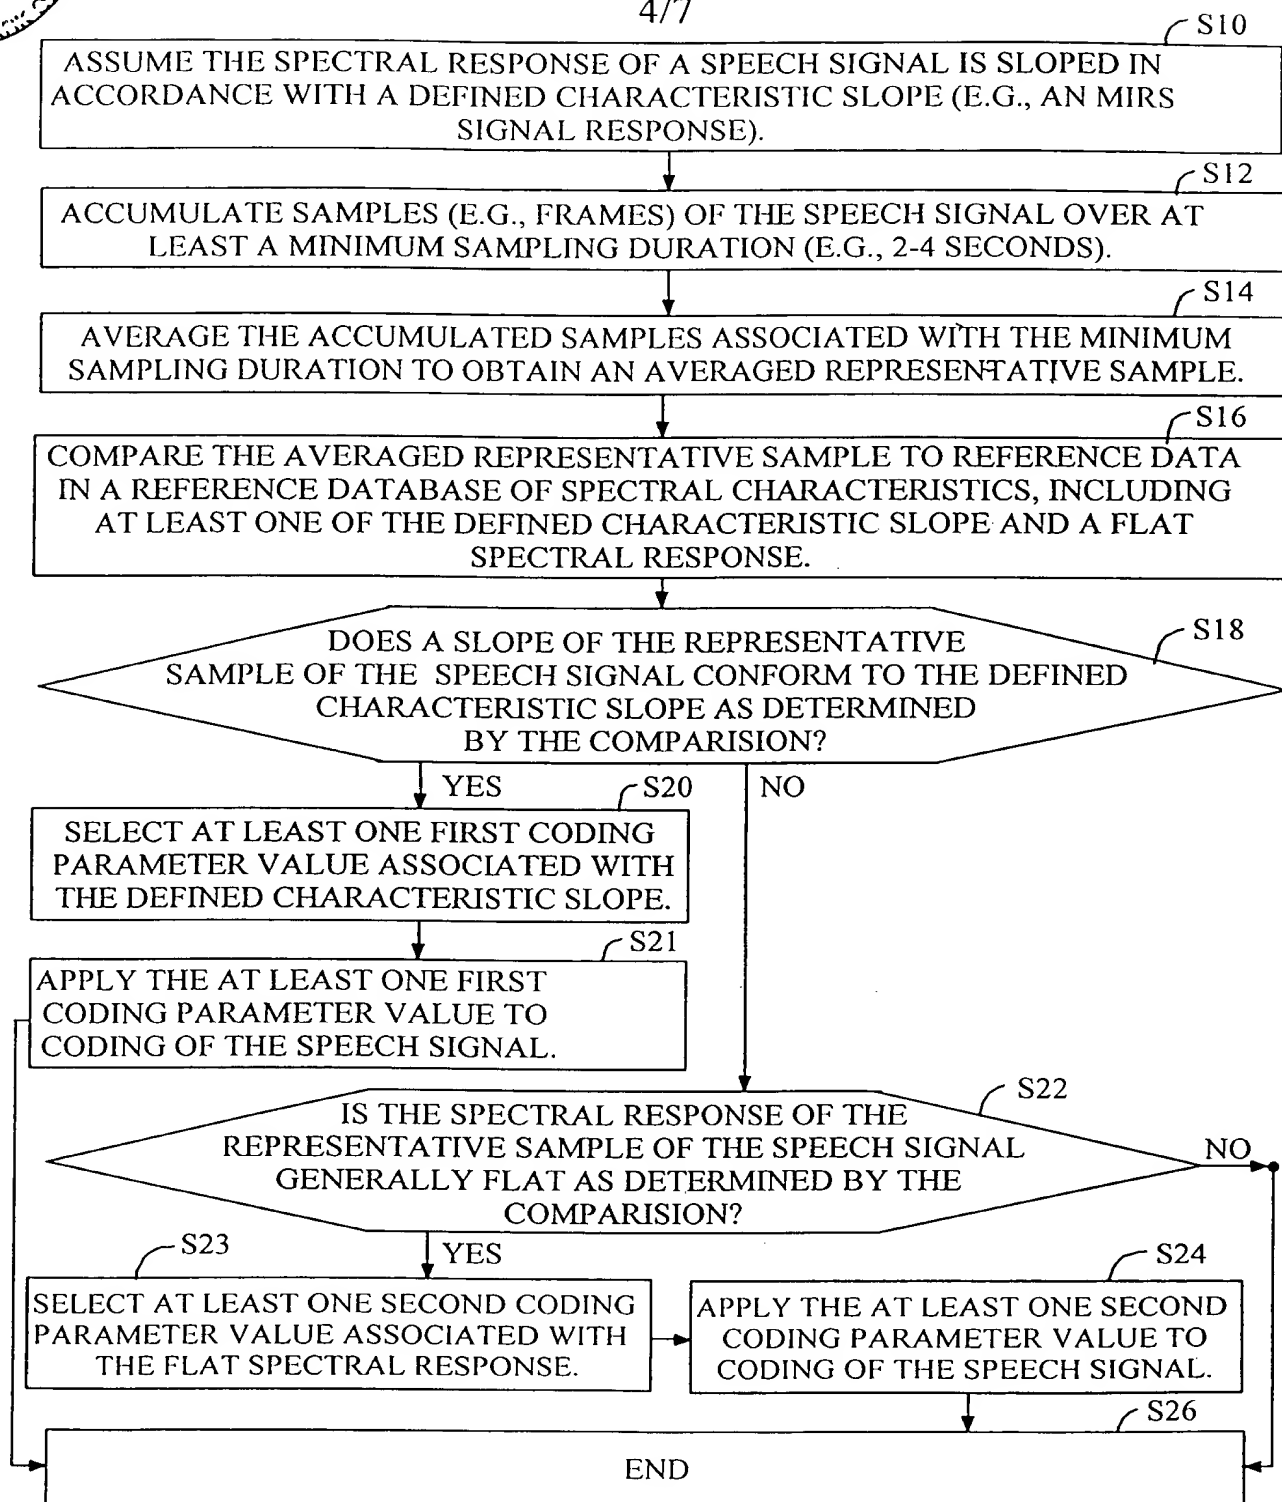 4/7
S10
ASSUME THE SPECTRAL RESPONSE OF A SPEECH SIGNAL IS SLOPED IN
ACCORDANCE WITH A DEFINED CHARACTERISTIC SLOPE (E.G., AN MIRS
SIGNAL RESPONSE).
S12
ACCUMULATE SAMPLES (E.G., FRAMES) OF THE SPEECH SIGNAL OVER AT
LEAST A MINIMUM SAMPLING DURATION (E.G., 2-4 SECONDS).
S14
AVERAGE THE ACCUMULATED SAMPLES ASSOCIATED WITH THE MINIMUM
SAMPLING DURATION TO OBTAIN AN AVERAGED REPRESENTATIVE SAMPLE.
S16
COMPARE THE AVERAGED REPRESENTATIVE SAMPLE TO REFERENCE DATA
IN A REFERENCE DATABASE OF SPECTRAL CHARACTERISTICS, INCLUDING
AT LEAST ONE OF THE DEFINED CHARACTERISTIC SLOPE AND A FLAT
SPECTRAL RESPONSE.
S18
DOES A SLOPE OF THE REPRESENTATIVE
SAMPLE OF THE SPEECH SIGNAL CONFORM TO THE DEFINED
CHARACTERISTIC SLOPE AS DETERMINED
BY THE COMPARISION?
YES
S20
NO
SELECT AT LEAST ONE FIRST CODING
PARAMETER VALUE ASSOCIATED WITH
THE DEFINED CHARACTERISTIC SLOPE.
S21
APPLY THE AT LEAST ONE FIRST
CODING PARAMETER VALUE TO
CODING OF THE SPEECH SIGNAL.
S22
IS THE SPECTRAL RESPONSE OF THE
REPRESENTATIVE SAMPLE OF THE SPEECH SIGNAL
GENERALLY FLAT AS DETERMINED BY THE
COMPARISION?
NO
YES
S23
SELECT AT LEAST ONE SECOND CODING
PARAMETER VALUE ASSOCIATED WITH
THE FLAT SPECTRAL RESPONSE.
S24
APPLY THE AT LEAST ONE SECOND
CODING PARAMETER VALUE TO
CODING OF THE SPEECH SIGNAL.
S26
END